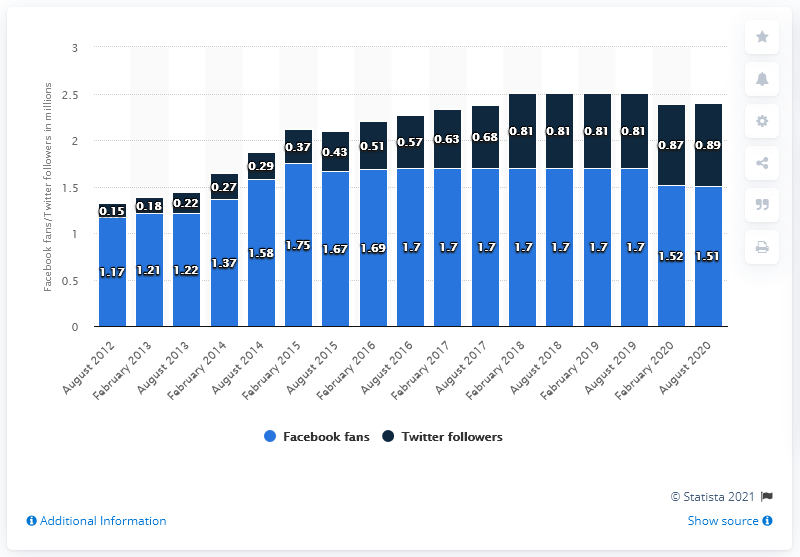 3
2.5
2
1.5
1
0.5
0
Facebook fans/Twitter followers in millions
0.15 0.18 0.22 0.27 0.29 0.37 0.43 0.51 0.57 0.63 0.68 0.81 0.81 0.81 0.81 0.87 0.89
1.17 1.21 1.22 1.37 1.58 1.75 1.67 1.69 1.7 1.7 1.7 1.7 1.7 1.7 1.7 1.52 1.51
August 2012
February 2013
August 2013
February 2014
August 2014
February 2015
August 2015
February 2016
August 2016
February 2017
August 2017
February 2018
August 2018
February 2019
August 2019
February 2020
August 2020
Facebook fans Twitter followers
© Statista 2021
Additional Information Show source